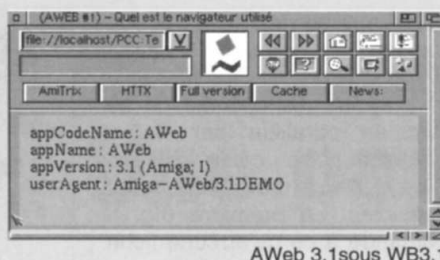 (AWEB #1) - Quel est le navigateur utilisé
file://localhost/PCC-Te
AmiTrix HTTX Full version Cache News:
appCodeName : AWeb
appName : AWeb
appVersion : 3.1 (Amiga; I)
userAgent : Amiga-AWeb/3.1DEMO
AWeb 3.1sous WB3.1